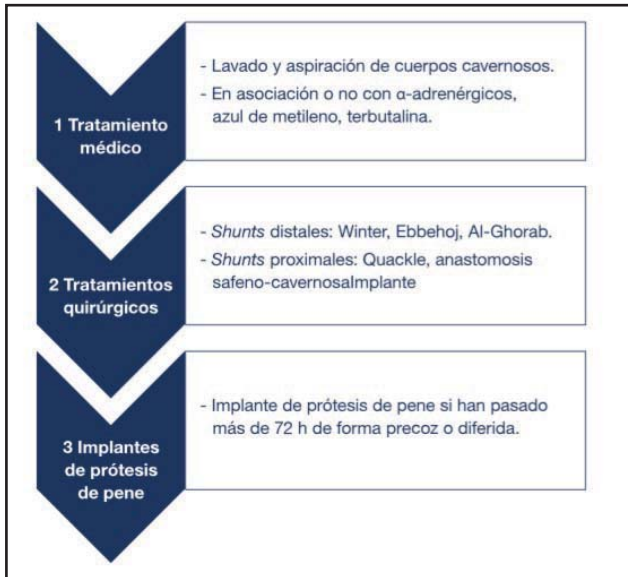 1 Tratamiento
médico
- Lavado y aspiración de cuerpos cavernosos.
- En asociación o no con α-adrenérgicos,
azul de metileno, terbutalina.
2 Tratamientos
quirúrgicos
- Shunts distales: Winter, Ebbehoj, Al-Ghorab.
- Shunts proximales: Quackle, anastomosis
safeno-cavernosaImplante
3 Implantes
de prótesis
de pene
- Implante de prótesis de pene si han pasado
más de 72 h de forma precoz o diferida.